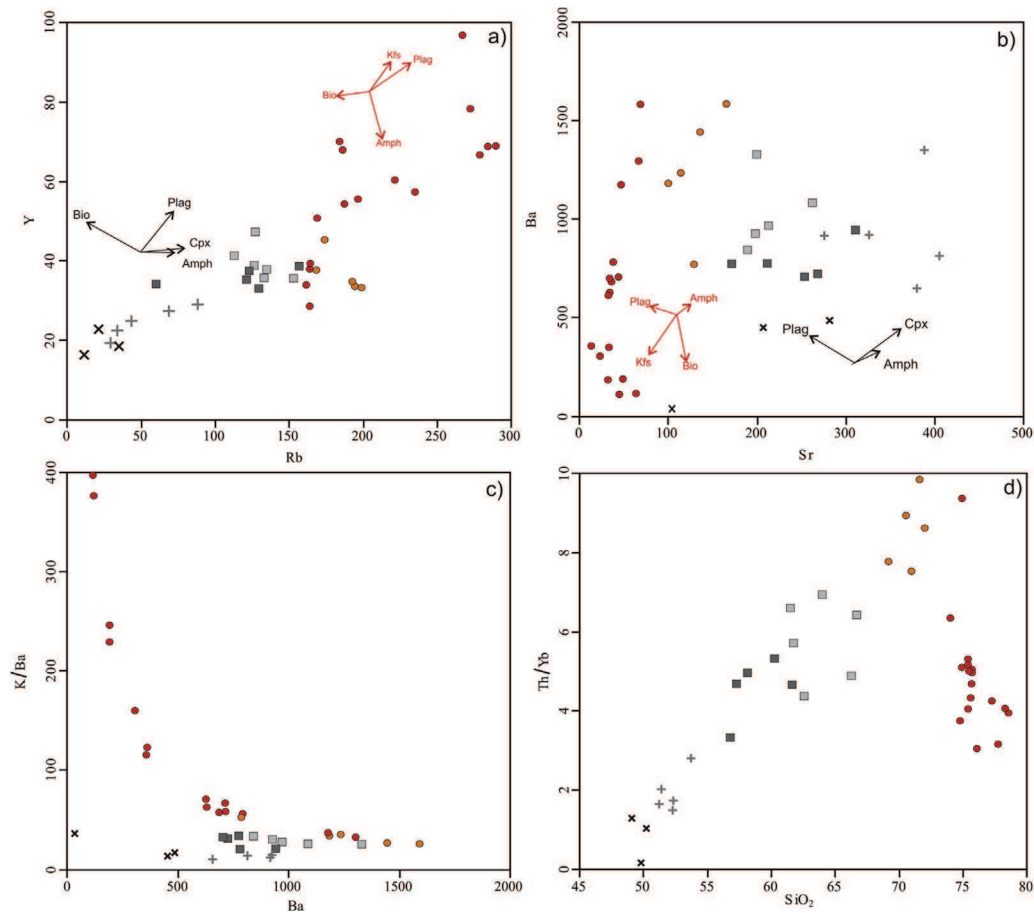 a)
Y
100
80
60
40
20
0
Kfs
Plag
Bio
Amph
Plag
Bio
Cpx
Amph
0 50 100 150 200 250 300
Rb
b)
Ba
2000
1500
1000
500
0
Plag
Amph
Kfs
Bio
Plag
Cpx
Amph
0 100 200 300 400 500
Sr
c)
K/Ba
400
300
200
100
0
0 500 1000 1500 2000
Ba
d)
Th/Yb
10
8
6
4
2
0
45 50 55 60 65 70 75 80
SiO₂